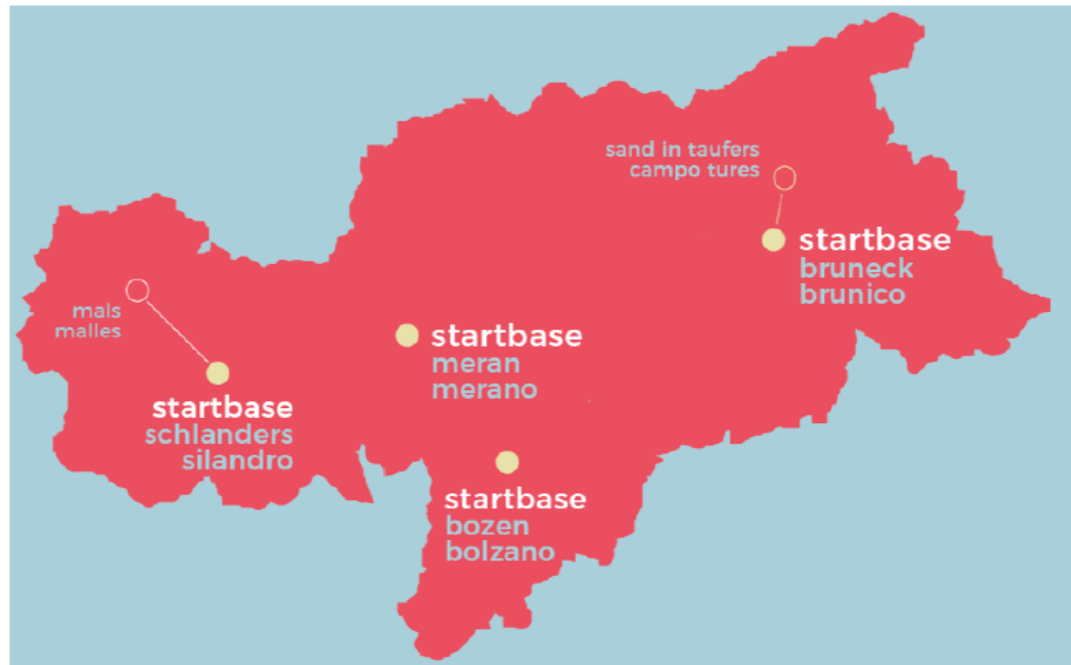 sand in taufers
campo tures
startbase
bruneck
brunico
mals
malles
startbase
meran
merano
startbase
schlanders
silandro
startbase
bozen
bolzano